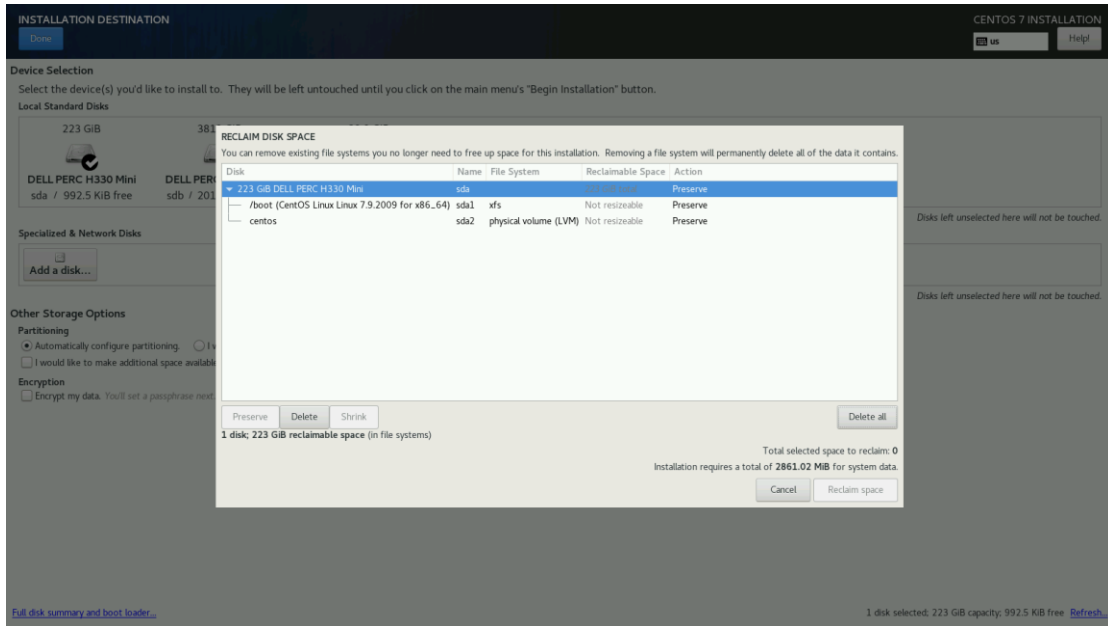 INSTALLATION DESTINATION
CENTOS 7 INSTALLATION
Done
us
Help!
Device Selection
Select the device(s) you'd like to install to. They will be left untouched until you click on the main menu's "Begin Installation" button.
Local Standard Disks
223 GiB
DELL PERC H330 Mini
sda / 992.5 KiB free
381
DELL PER
sdb / 201
RECLAIM DISK SPACE
You can remove existing file systems you no longer need to free up space for this installation. Removing a file system will permanently delete all of the data it contains.
Disk Name File System Reclaimable Space Action
223 GiB DELL PERC H330 Mini sda Preserve
/boot (CentOS Linux Linux 7.9.2009 for x86_64) sda1 xfs Not resizeable Preserve
centos sda2 physical volume (LVM) Not resizeable Preserve
Preserve Delete Shrink Delete all
1 disk; 223 GiB reclaimable space (in file systems)
Total selected space to reclaim: 0
Installation requires a total of 2861.02 MiB for system data.
Cancel Reclaim space
Disks left unselected here will not be touched.
Specialized & Network Disks
Add a disk...
Disks left unselected here will not be touched.
Other Storage Options
Partitioning
Automatically configure partitioning. I
I would like to make additional space available
Encryption
Encrypt my data. You'll set a passphrase next.
Full disk summary and boot loader...
1 disk selected; 223 GiB capacity; 992.5 KiB free Refresh...